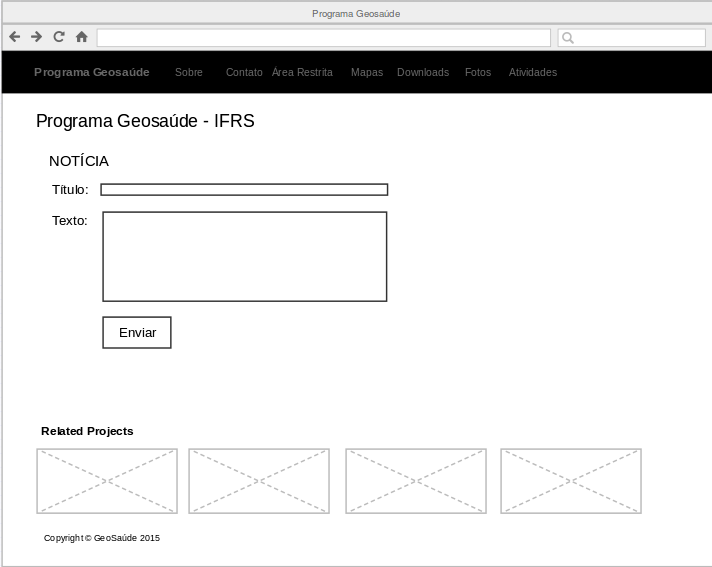 Programa Geosaúde
Programa Geosaúde Sobre Contato Área Restrita Mapas Downloads Fotos Atividades
Programa Geosaúde - IFRS
NOTÍCIA
Título:
Texto:
Enviar
Related Projects
Copyright © GeoSaúde 2015